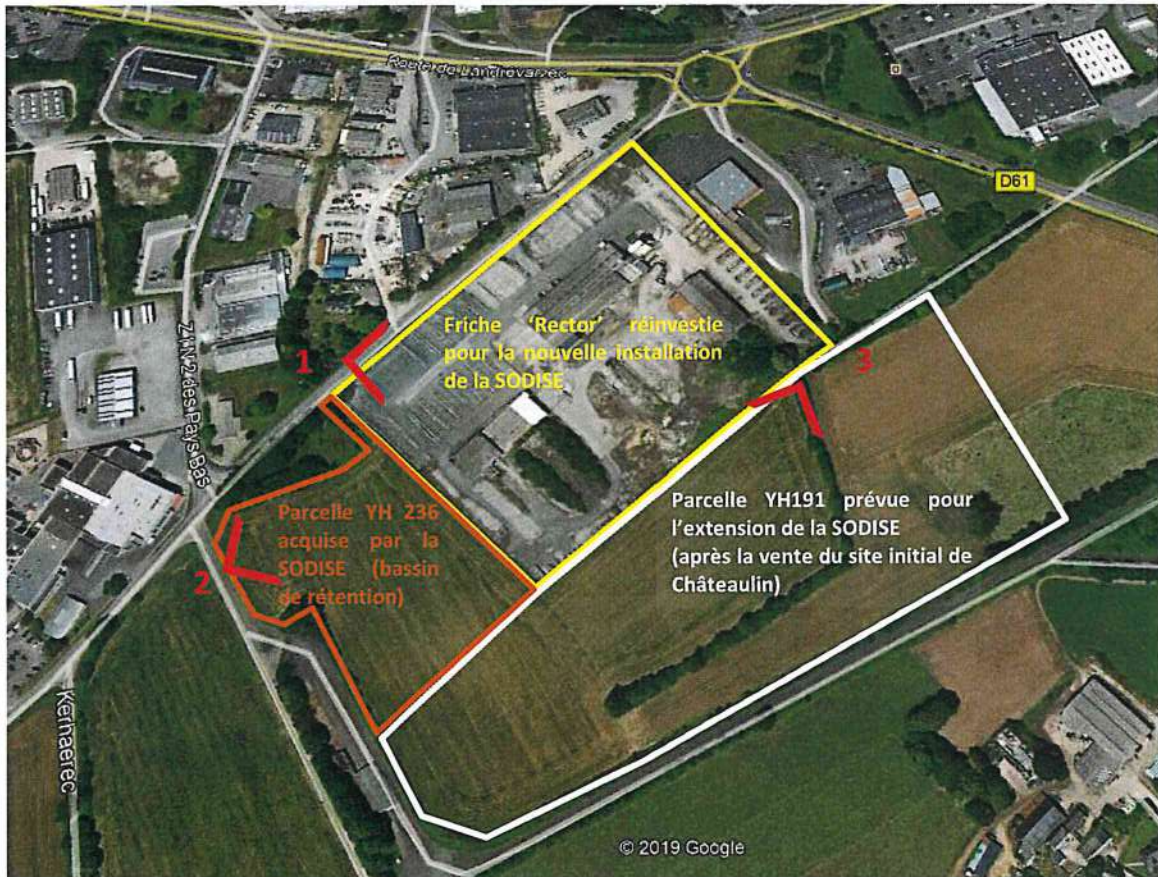 Route de Landrévarzec
D61
Friche 'Rector' réinvestie
pour la nouvelle installation
de la SODISE
1
3
ZI N 2 des Pays Bas
Parcelle YH 236
acquise par la
SODISE (bassin
de rétention)
2
Parcelle YH191 prévue pour
l'extension de la SODISE
(après la vente du site initial de
Châteaulin)
Kerhaerec
© 2019 Google